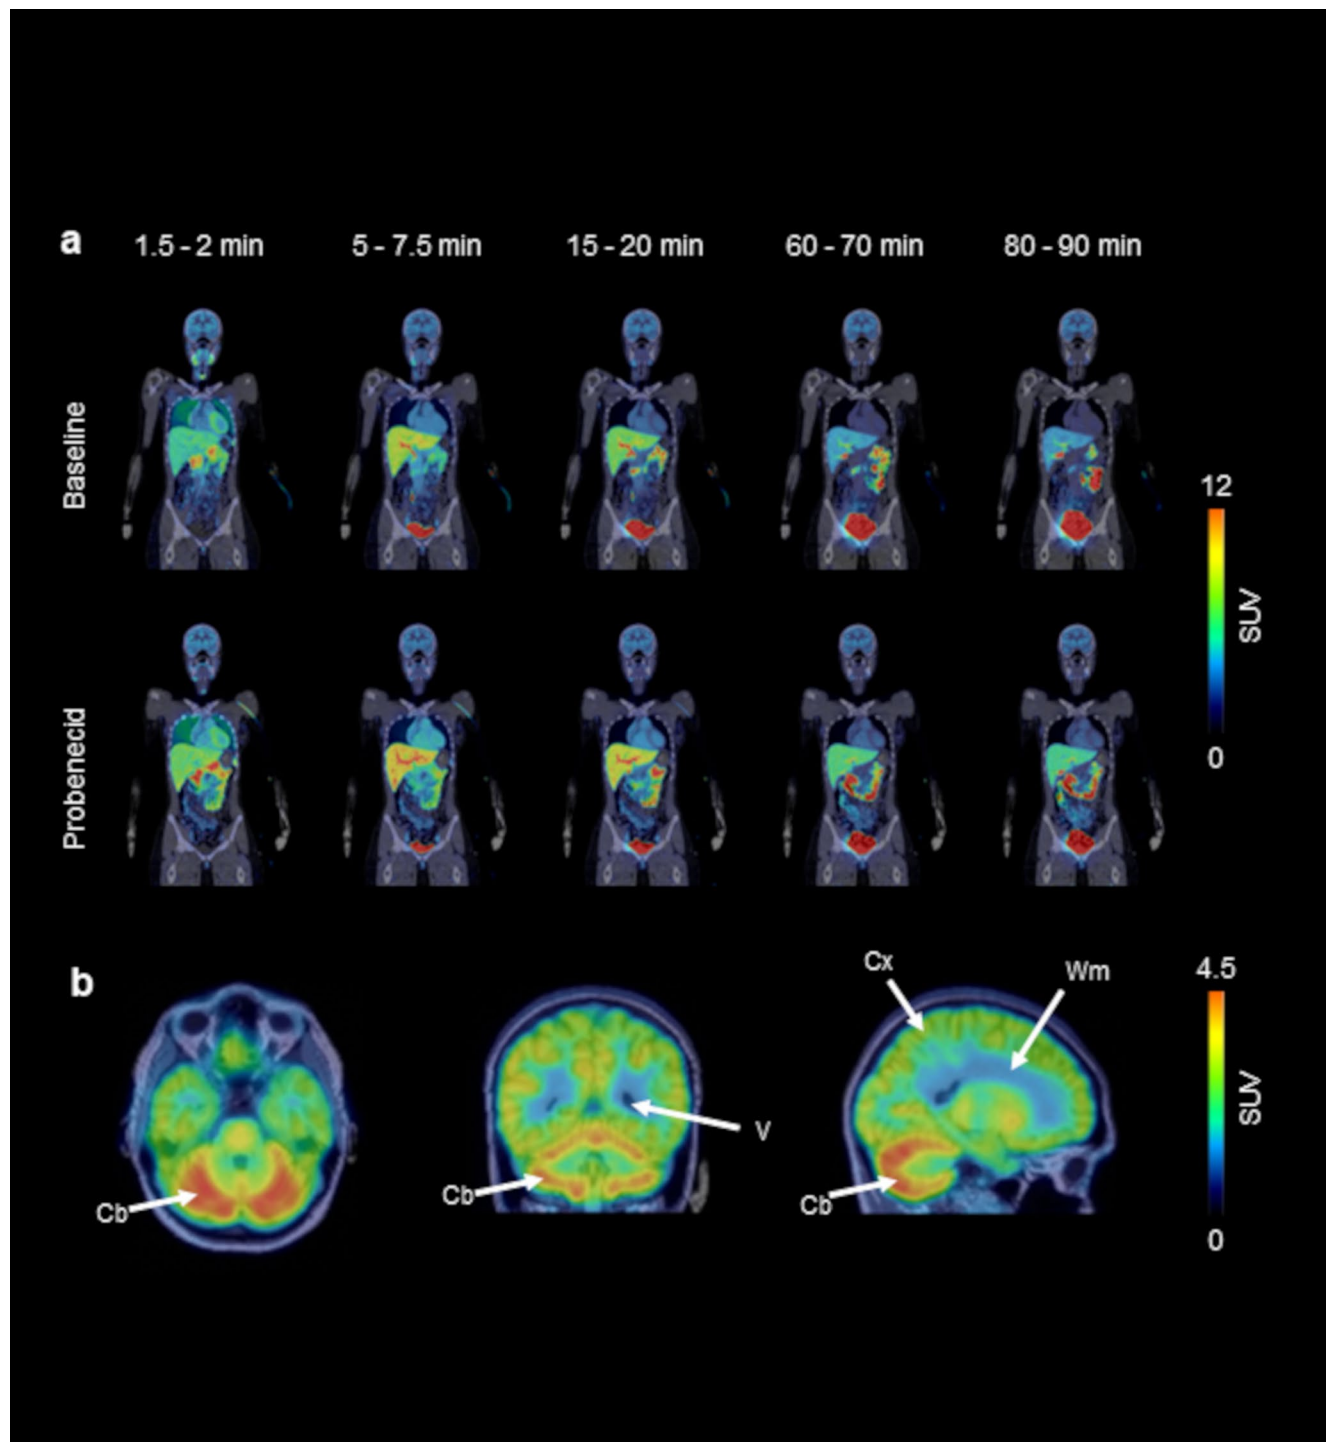 a
1.5 - 2 min
5 - 7.5 min
15 - 20 min
60 - 70 min
80 - 90 min
Baseline
12
SUV
0
Probenecid
b
Cx
Wm
4.5
V
Cb
Cb
Cb
SUV
0